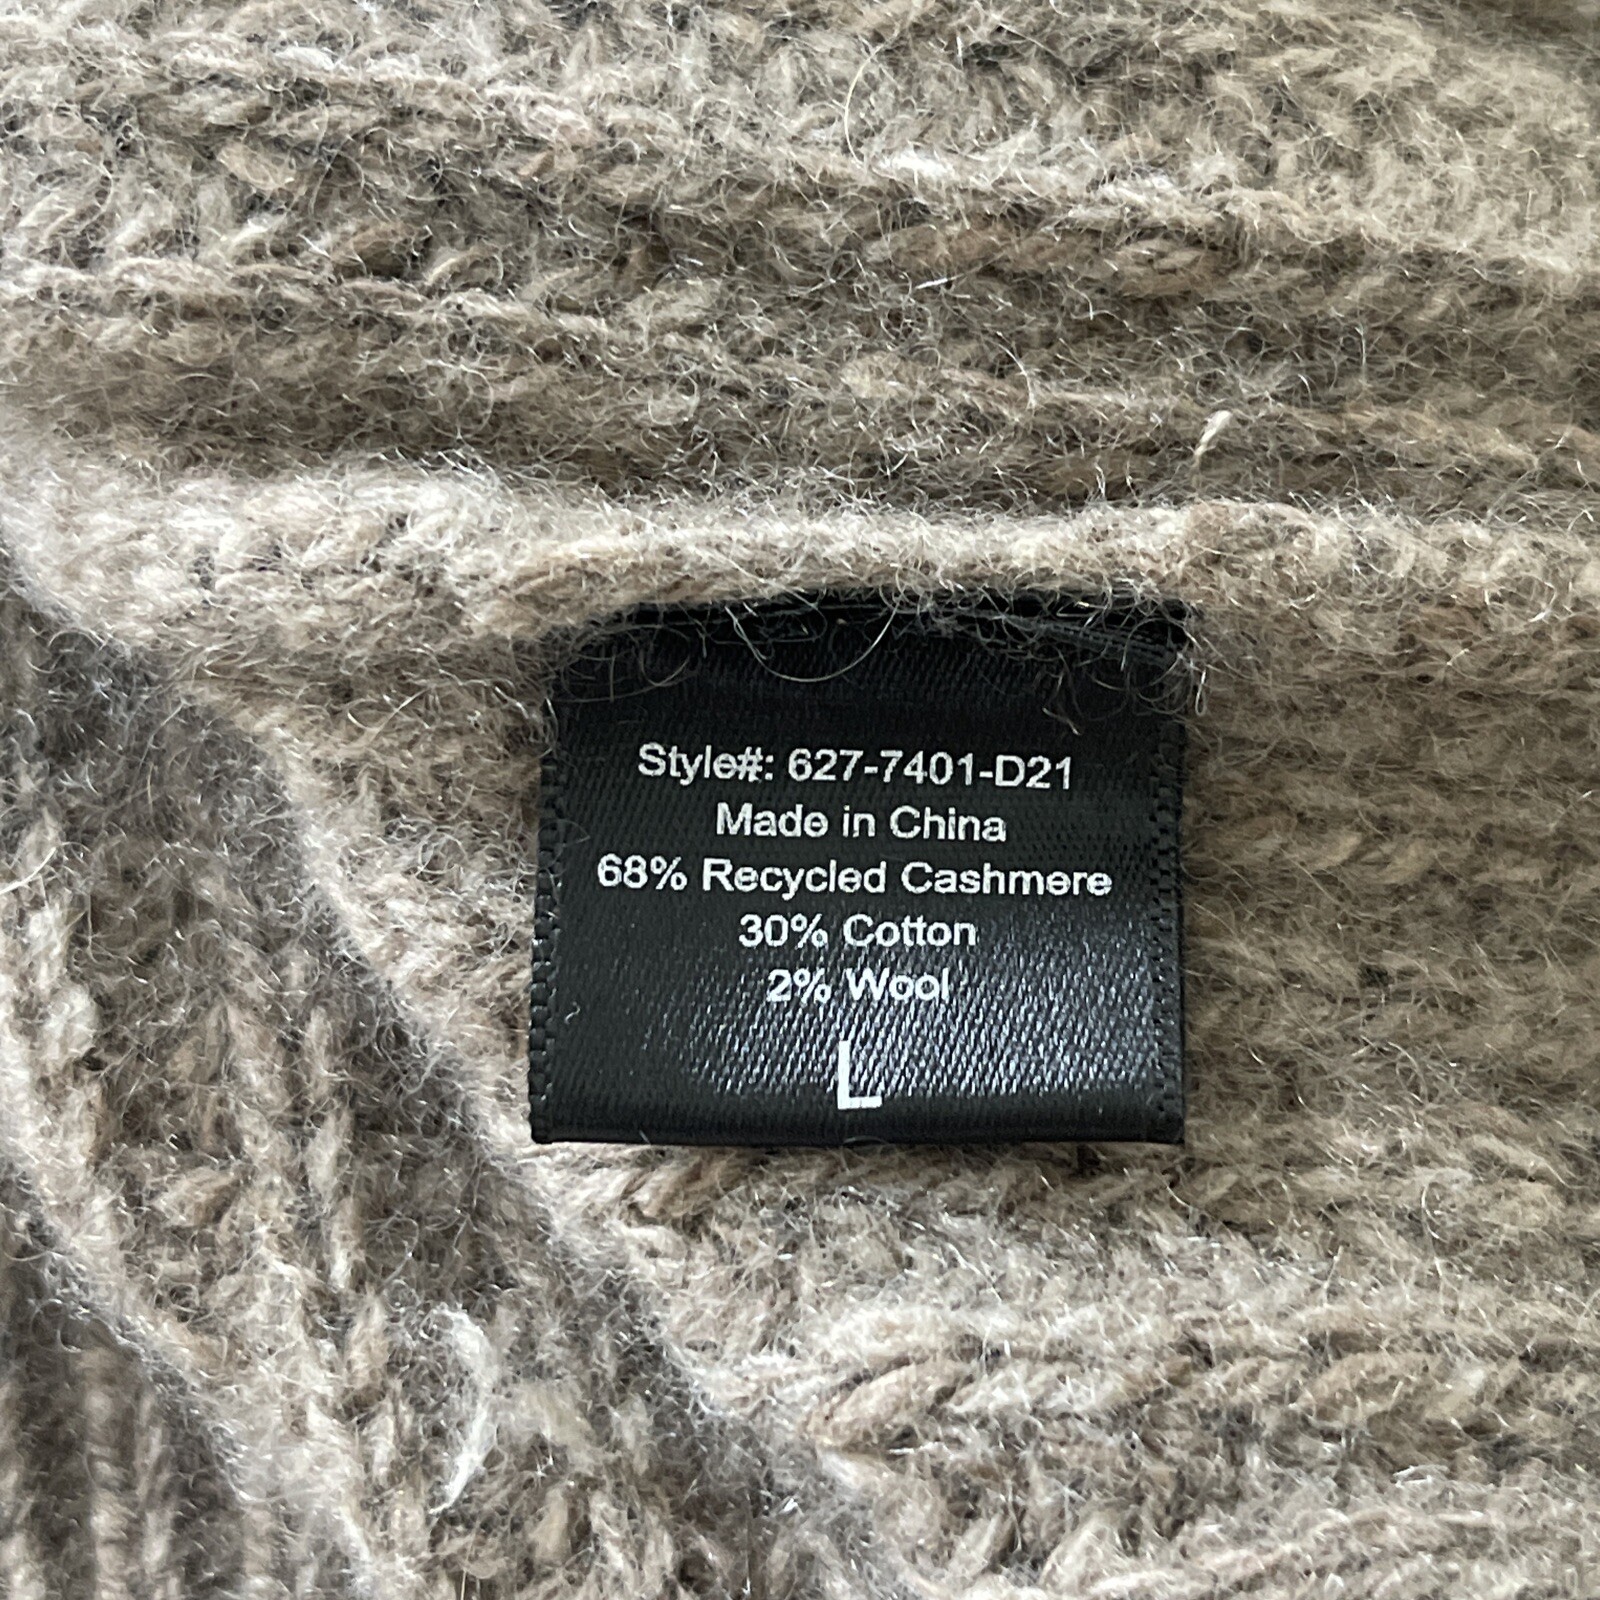 Style#: 627-7401-D21
Made in China
68% Recycled Cashmere
30% Cotton
2% Wool
L